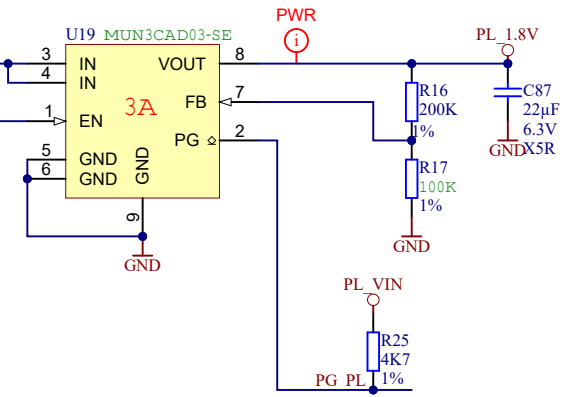 PWR
U19 MUN3CAD03-SE
PL_1.8V
3 IN
4 IN
VOUT 8
3A
FB 7
1 EN
PG 2
5 GND
6 GND
GND
9
GND
R16
200K
1%
R17
100K
1%
GND
C87
22µF
6.3V
X5R
GND
PL_VIN
R25
4K7
1%
PG_PL